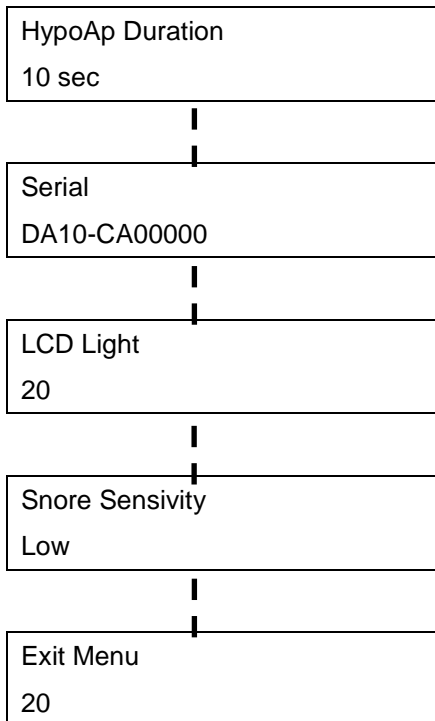 HypoAp Duration
10 sec
Serial
DA10-CA00000
LCD Light
20
Snore Sensivity
Low
Exit Menu
20